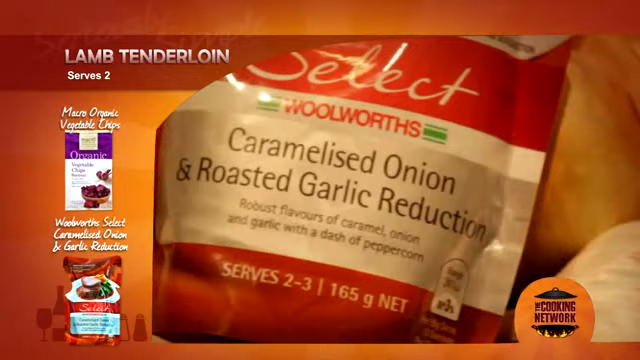 LAMB TENDERLOIN
Serves 2
Macro Organic
Vegetable Chips
Organic
Vegetable
Chips
Woolworths Select
Caramelised Onion
& Garlic Reduction
Select
WOOLWORTHS
Caramelised Onion
& Roasted Garlic Reduction
Robust flavours of caramel, onion
and garlic with a dash of peppercorn
SERVES 2-3 | 165 g NET
THE COOKING
NETWORK